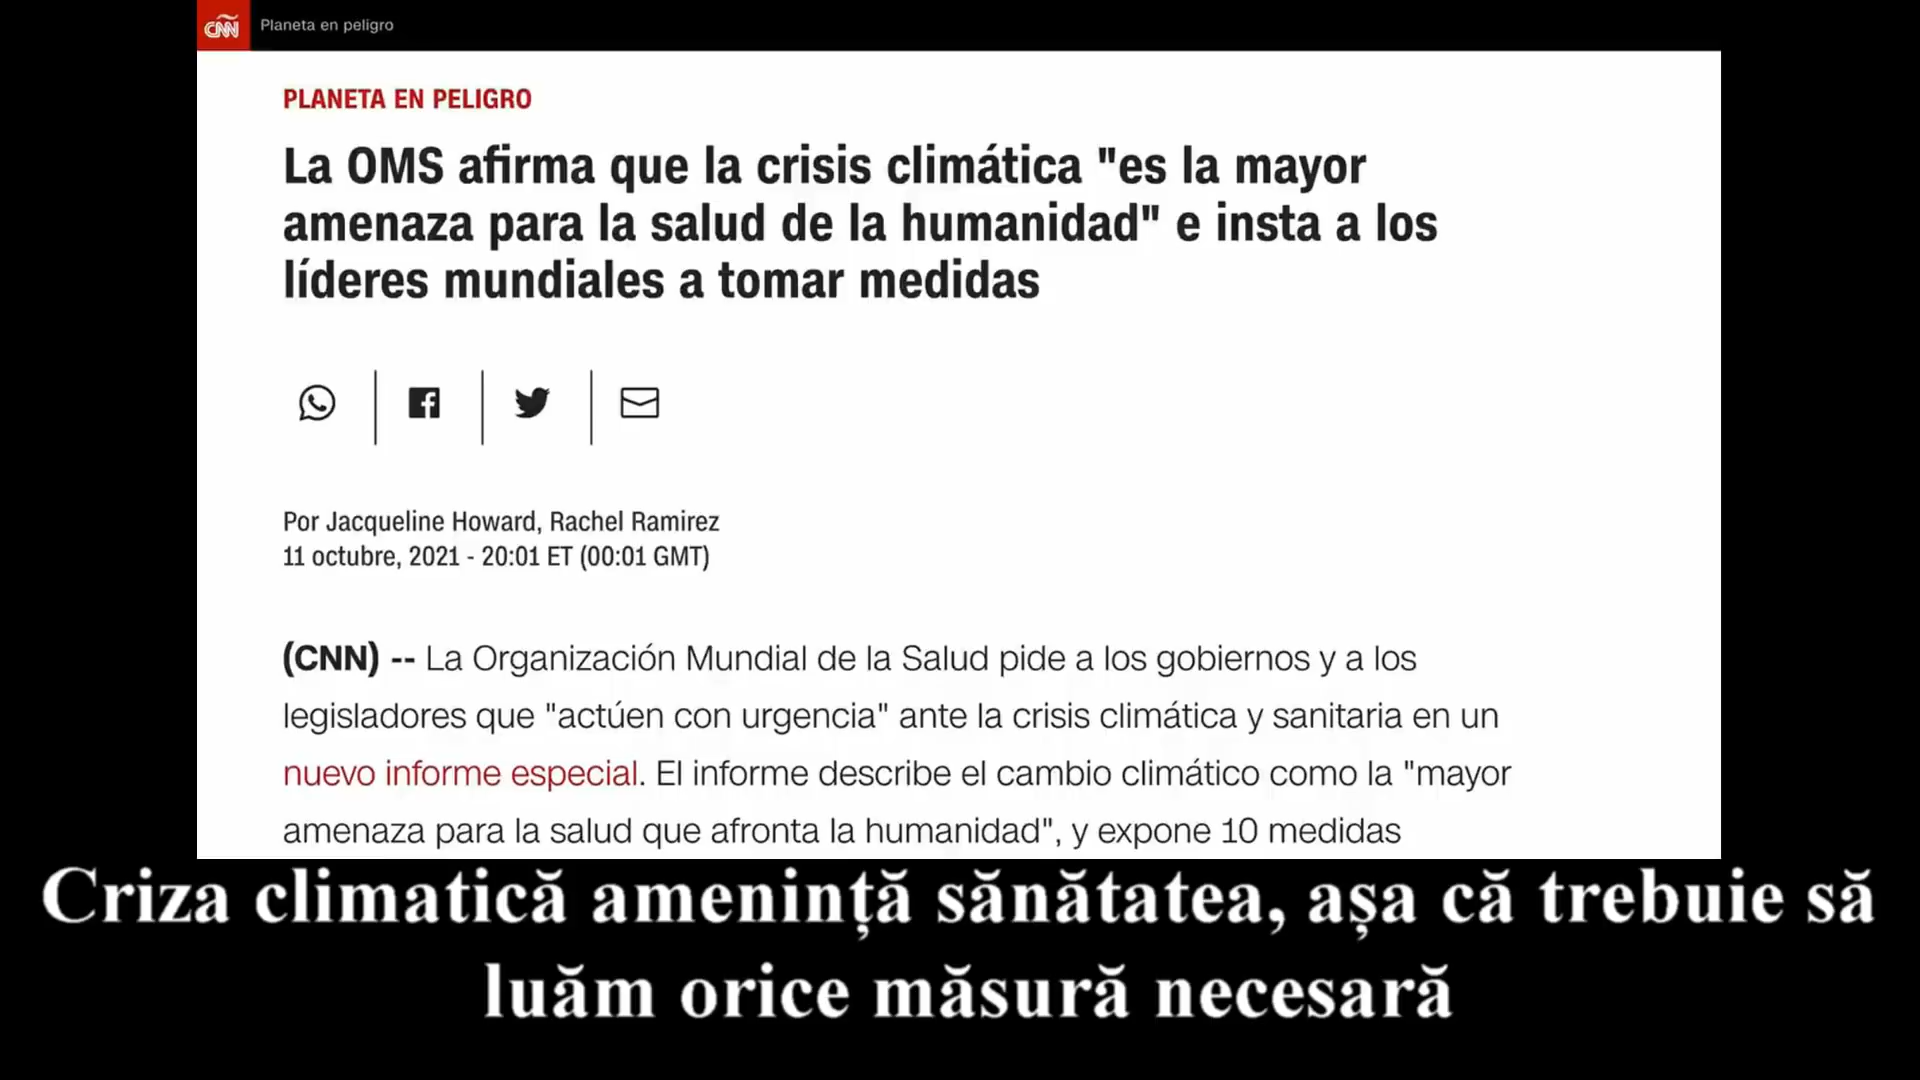 CNN Planeta en peligro
PLANETA EN PELIGRO
La OMS afirma que la crisis climática "es la mayor
amenaza para la salud de la humanidad" e insta a los
líderes mundiales a tomar medidas
Por Jacqueline Howard, Rachel Ramirez
11 octubre, 2021 - 20:01 ET (00:01 GMT)
(CNN) -- La Organización Mundial de la Salud pide a los gobiernos y a los
legisladores que "actúen con urgencia" ante la crisis climática y sanitaria en un
nuevo informe especial. El informe describe el cambio climático como la "mayor
amenaza para la salud que afronta la humanidad", y expone 10 medidas
Criza climatică amenință sănătatea, așa că trebuie să
luăm orice măsură necesară